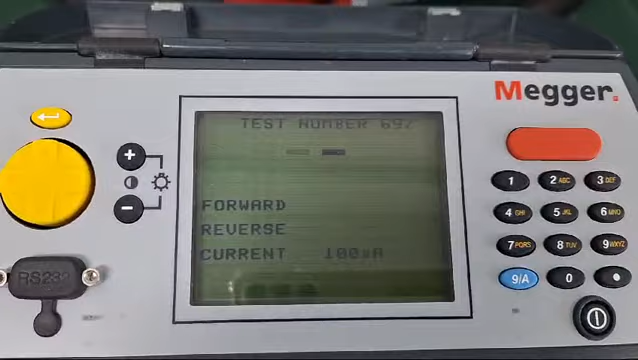 Megger.
TEST NUMBER 697
FORWARD
REVERSE
CURRENT 100mA
RS232
1
2 ABC
3 DEF
4 GHI
5 JKL
6 MNO
7 PQRS
8 TUV
9 WXYZ
9/A
0